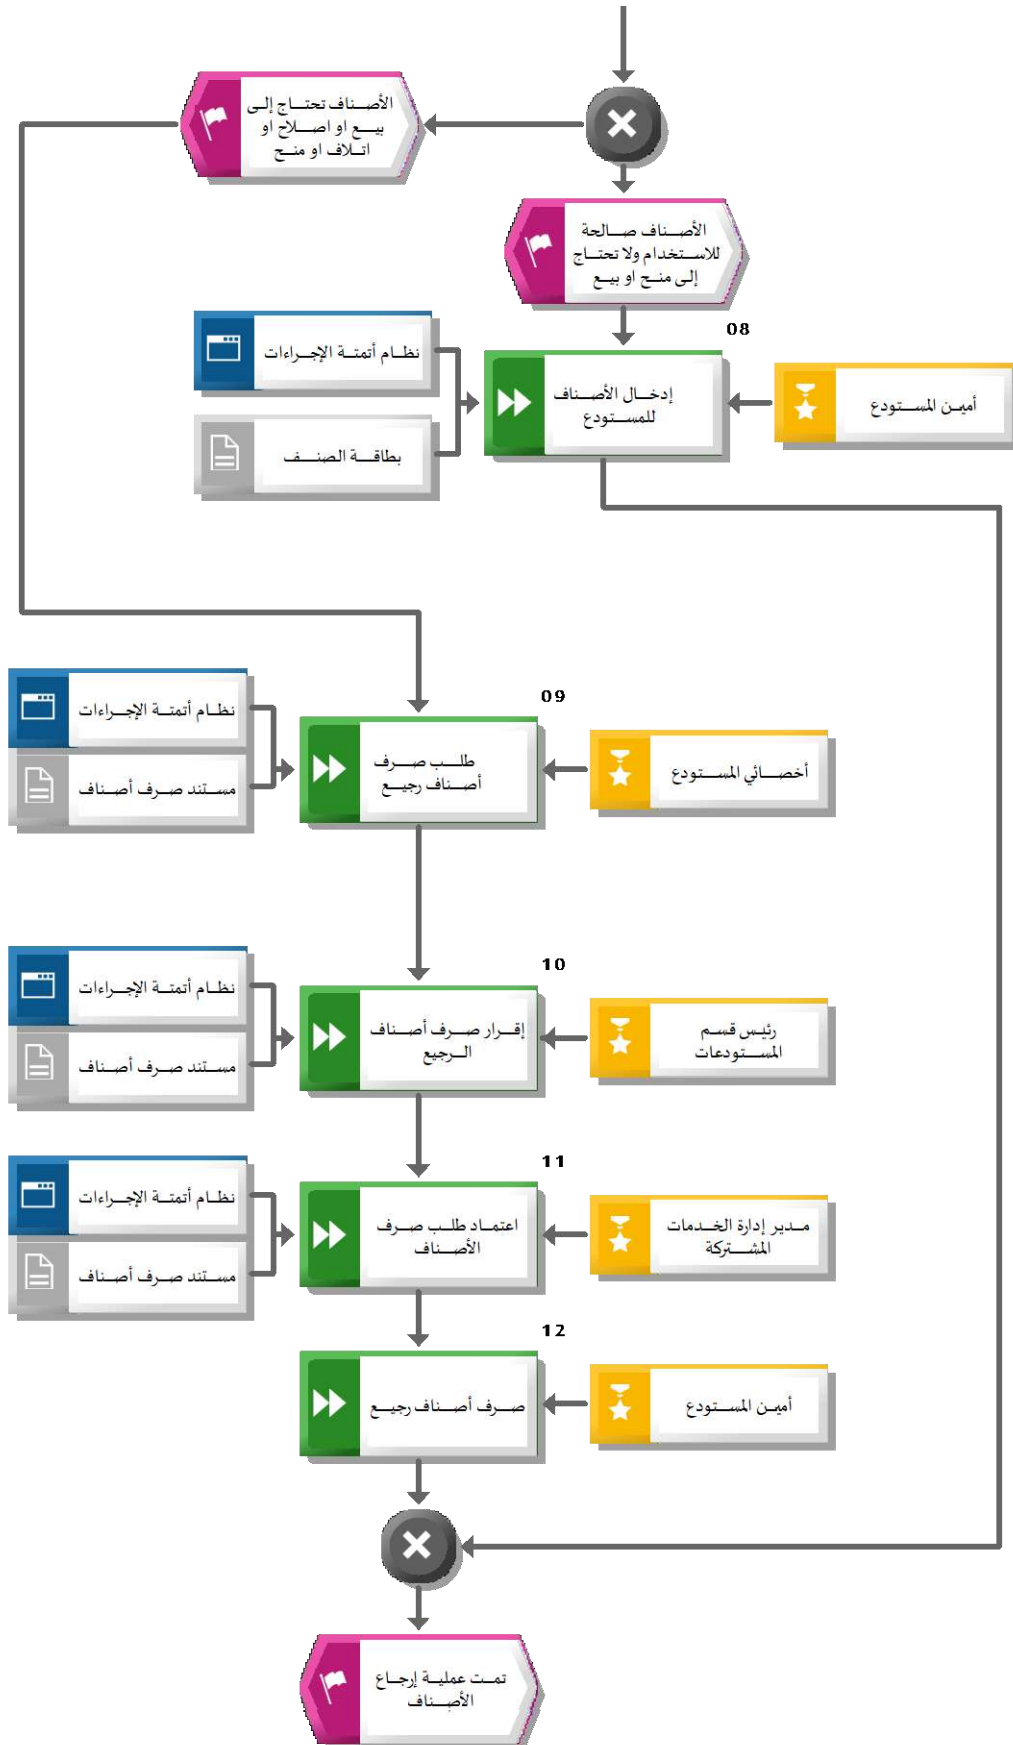 الأصناف تحتاج إلى
بيع او اصلاح او
اتلاف او منح
الأصناف صالحة
للاستخدام ولا تحتاج
إلى منح او بيع
08
نظام أتمتة الإجراءات
إدخال الأصناف
للمستودع
أمين المستودع
بطاقة الصنف
09
نظام أتمتة الإجراءات
طلب صرف
أصناف رجيع
أخصائي المستودع
مستند صرف أصناف
10
نظام أتمتة الإجراءات
إقرار صرف أصناف
الرجيع
رئيس قسم
المستودعات
مستند صرف أصناف
11
نظام أتمتة الإجراءات
اعتماد طلب صرف
الأصناف
مدير إدارة الخدمات
المشتركة
مستند صرف أصناف
12
صرف أصناف رجيع
أمين المستودع
تمت عملية إرجاع
الأصناف